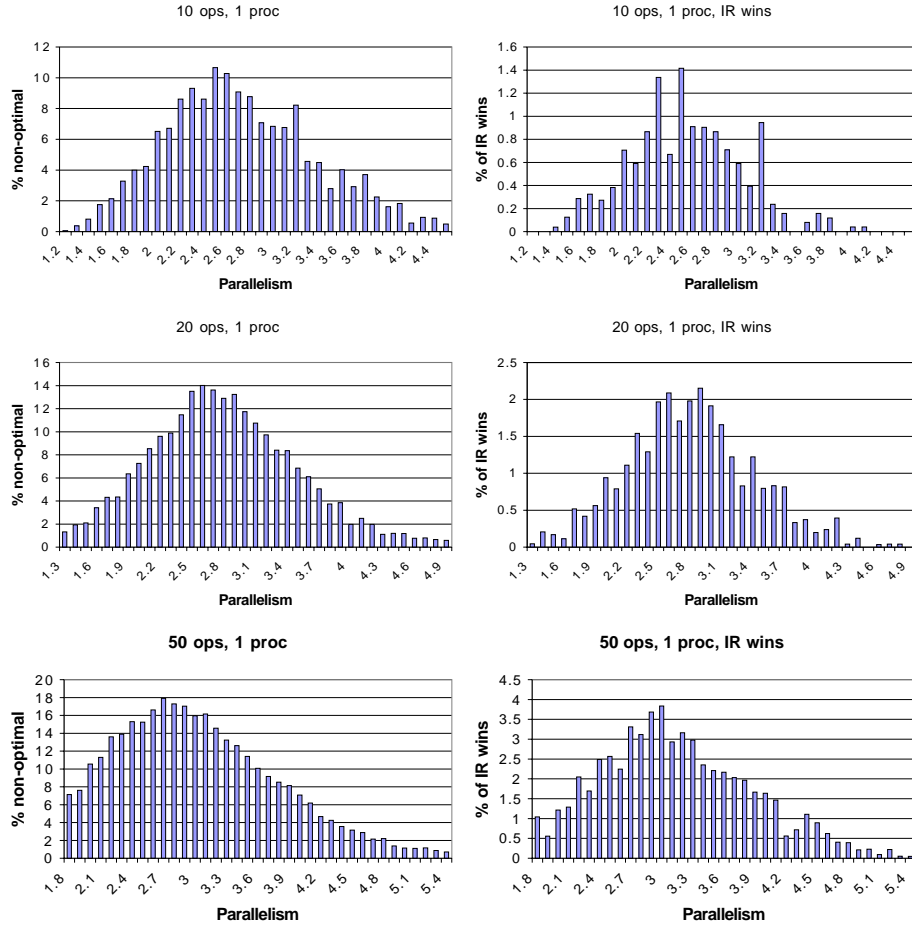 10 ops, 1 proc
% non-optimal
12
10
8
6
4
2
0
1.2 1.4 1.6 1.8 2 2.2 2.4 2.6 2.8 3 3.2 3.4 3.6 3.8 4 4.2 4.4
Parallelism
10 ops, 1 proc, IR wins
% of IR wins
1.6
1.4
1.2
1
0.8
0.6
0.4
0.2
0
1.2 1.4 1.6 1.8 2 2.2 2.4 2.6 2.8 3 3.2 3.4 3.6 3.8 4 4.2 4.4
Parallelism
20 ops, 1 proc
% non-optimal
16
14
12
10
8
6
4
2
0
1.3 1.6 1.9 2.2 2.5 2.8 3.1 3.4 3.7 4 4.3 4.6 4.9
Parallelism
20 ops, 1 proc, IR wins
% of IR wins
2.5
2
1.5
1
0.5
0
1.3 1.6 1.9 2.2 2.5 2.8 3.1 3.4 3.7 4 4.3 4.6 4.9
Parallelism
50 ops, 1 proc
% non-optimal
20
18
16
14
12
10
8
6
4
2
0
1.8 2.1 2.4 2.7 3 3.3 3.6 3.9 4.2 4.5 4.8 5.1 5.4
Parallelism
50 ops, 1 proc, IR wins
% of IR wins
4.5
4
3.5
3
2.5
2
1.5
1
0.5
0
1.8 2.1 2.4 2.7 3 3.3 3.6 3.9 4.2 4.5 4.8 5.1 5.4
Parallelism